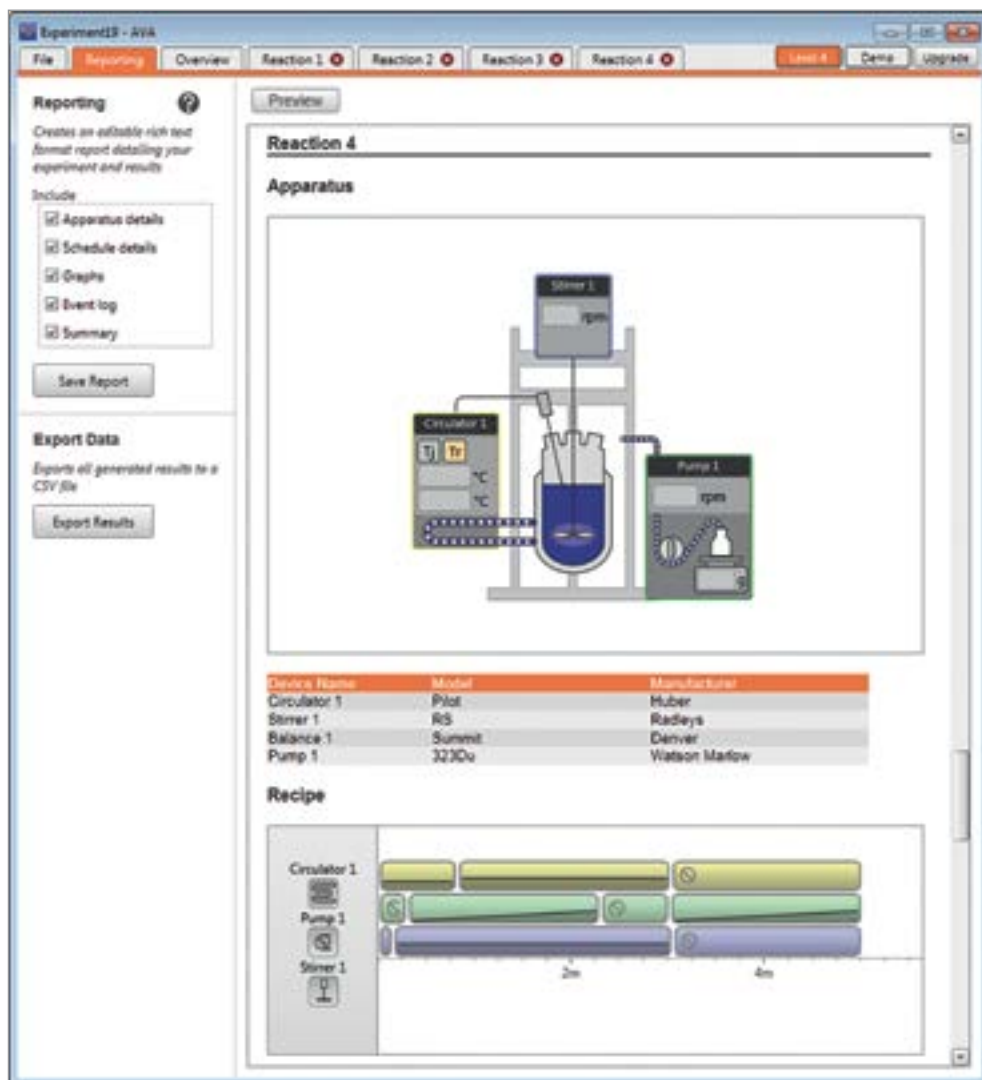 Experiment19 - AVA
File Reporting Overview Reaction 1 Reaction 2 Reaction 3 Reaction 4 Level 4 Demo Upgrade
Reporting
Creates an editable rich text
format report detailing your
experiment and results
Include
Apparatus details
Schedule details
Graphs
Event log
Summary
Save Report
Export Data
Exports all generated results to a
CSV file
Export Results
Preview
Reaction 4
Apparatus
Stirrer 1
rpm
Circulator 1
Tj Tr
°C
°C
Pump 1
rpm
g
Device Name Model Manufacturer
Circulator 1 Pilot Huber
Stirrer 1 RS Radleys
Balance 1 Summit Denver
Pump 1 323Du Watson Marlow
Recipe
Circulator 1
Pump 1
Stirrer 1
2m 4m